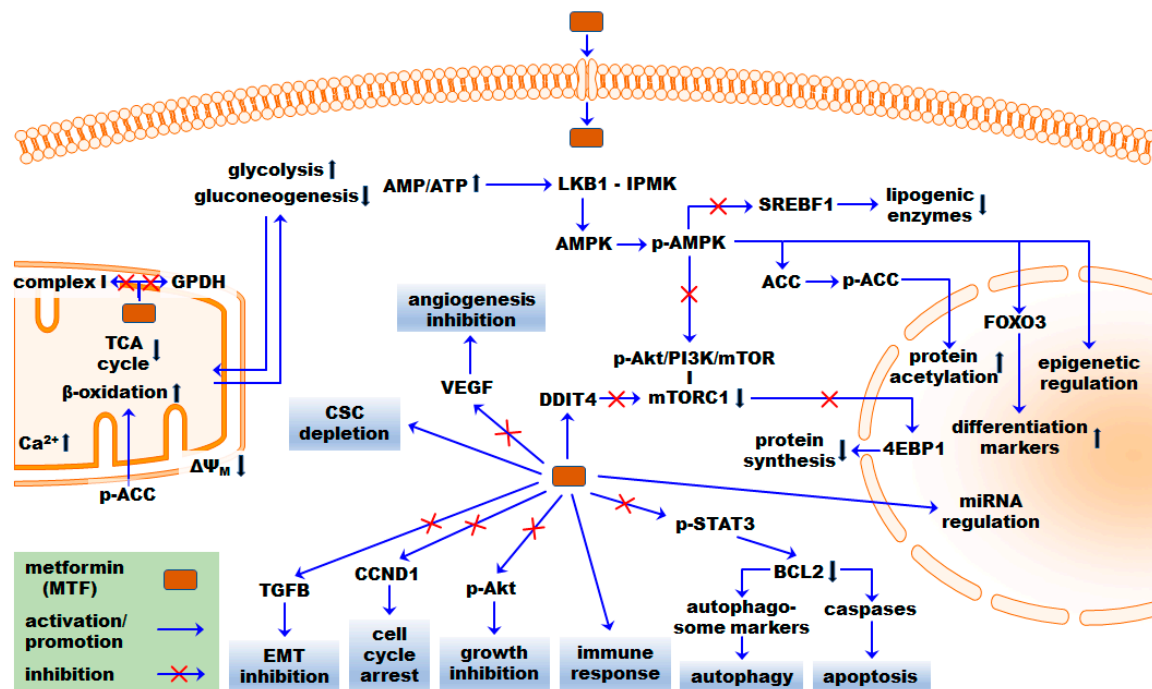 glycolysis
gluconeogenesis
AMP/ATP
LKB1 - IPMK
SREBF1
lipogenic
enzymes
AMPK
p-AMPK
ACC
p-ACC
complex I
GPDH
TCA
cycle
β-oxidation
Ca²⁺
ΔΨM
p-ACC
angiogenesis
inhibition
VEGF
CSC
depletion
p-Akt/PI3K/mTOR
DDIT4
mTORC1
FOXO3
protein
acetylation
epigenetic
regulation
differentiation
markers
protein
synthesis
4EBP1
miRNA
regulation
p-STAT3
BCL2
autophago-
some markers
caspases
TGFB
CCND1
p-Akt
EMT
inhibition
cell
cycle
arrest
growth
inhibition
immune
response
autophagy
apoptosis
metformin
(MTF)
activation/
promotion
inhibition